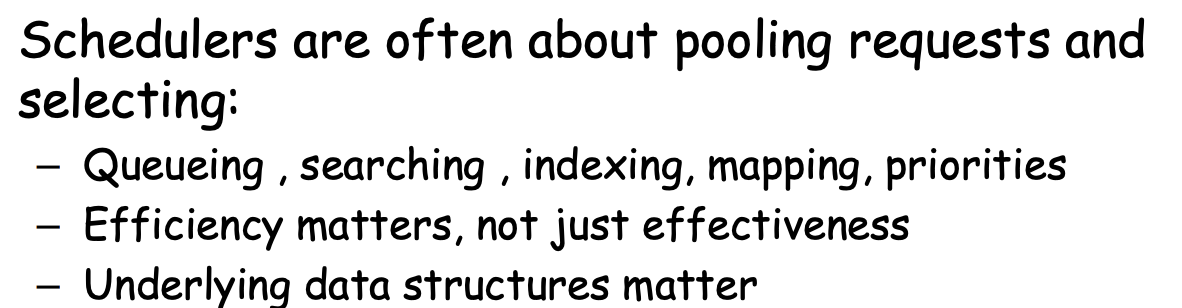 Schedulers are often about pooling requests and
selecting:
– Queueing , searching , indexing, mapping, priorities
– Efficiency matters, not just effectiveness
– Underlying data structures matter